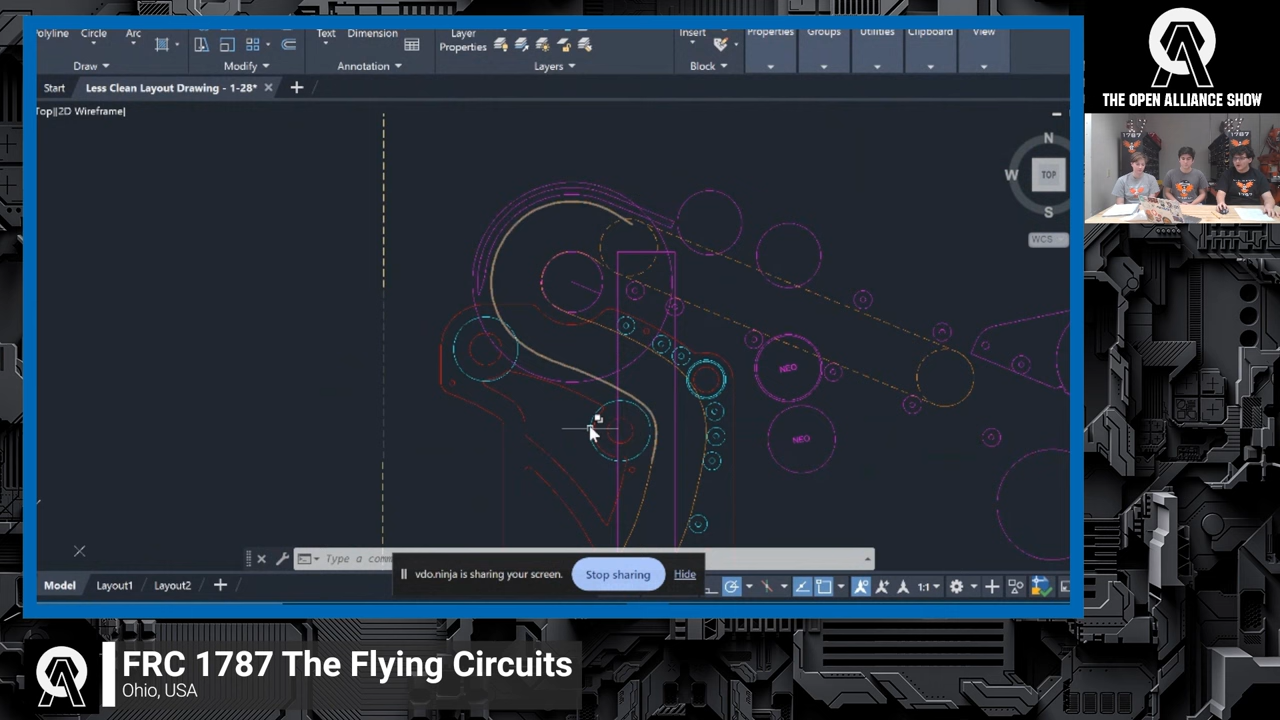 olyline
Circle
Arc
Text
Dimension
Layer
Properties
Insert
Properties
Groups
Utilities
Clipboard
View
Draw
Modify
Annotation
Layers
Block
Start
Less Clean Layout Drawing - 1-28*
Top][2D Wireframe]
N
W
TOP
S
WCS
NEO
NEO
Type a comm
vdo.ninja is sharing your screen.
Stop sharing
Hide
Model
Layout1
Layout2
1:1
THE OPEN ALLIANCE SHOW
1787
1787
FRC 1787 The Flying Circuits
Ohio, USA